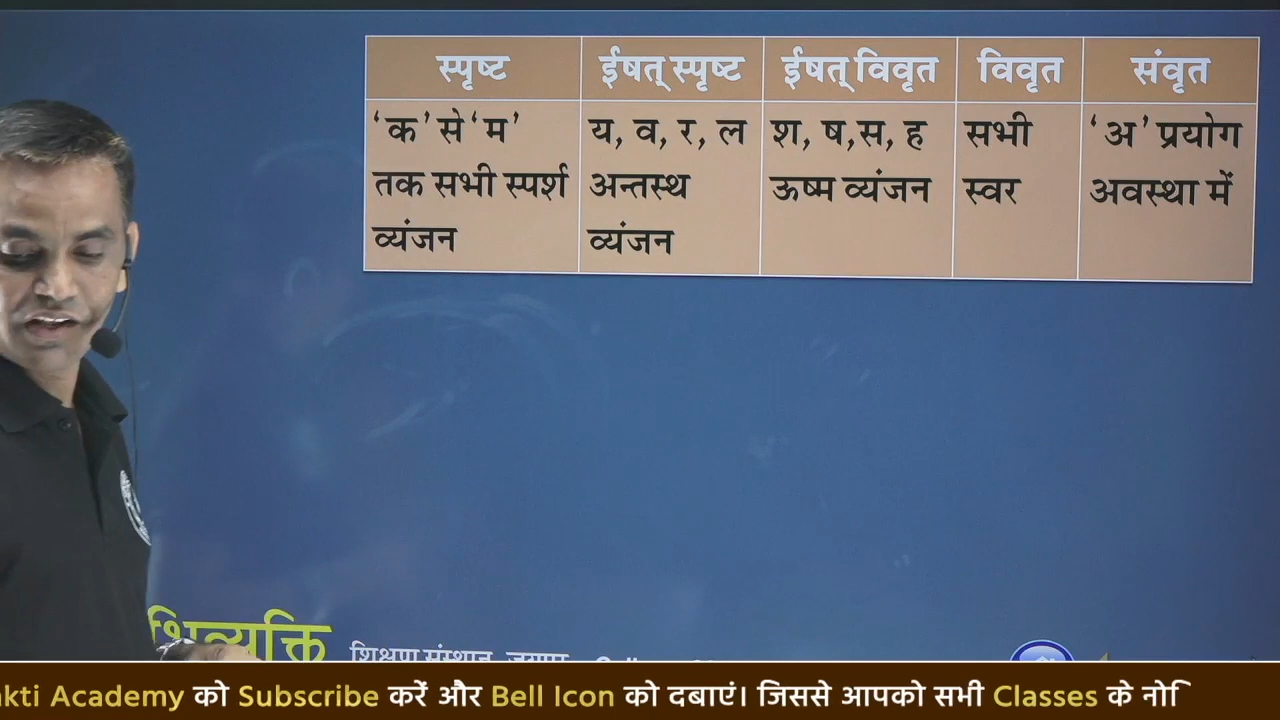 स्पृष्ट ईषत् स्पृष्ट ईषत् विवृत विवृत संवृत
‘क’ से ‘म’ तक सभी स्पर्श व्यंजन
य, व, र, ल अन्तस्थ व्यंजन
श, ष,स, ह ऊष्म व्यंजन
सभी स्वर
‘अ’ प्रयोग अवस्था में
शिक्षण संस्थान
Academy को Subscribe करें और Bell Icon को दबाएं। जिससे आपको सभी Classes के